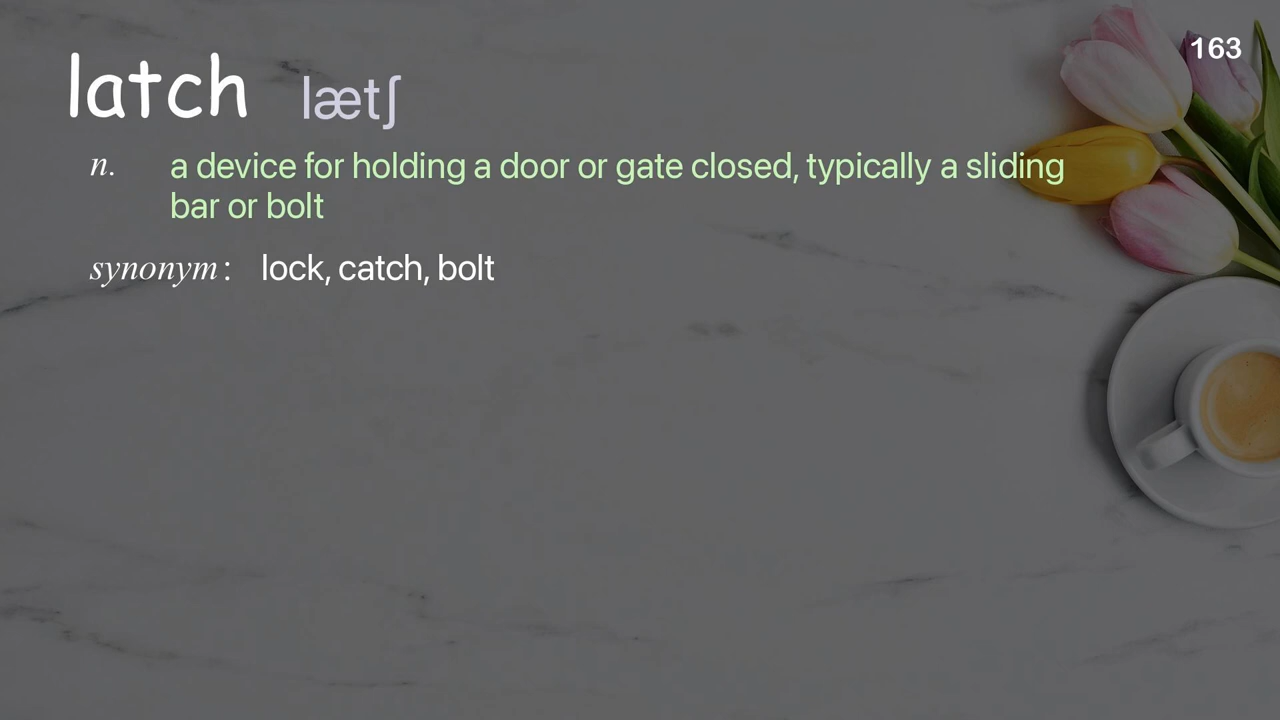 163
latch lætʃ
n. a device for holding a door or gate closed, typically a sliding
bar or bolt
synonym: lock, catch, bolt